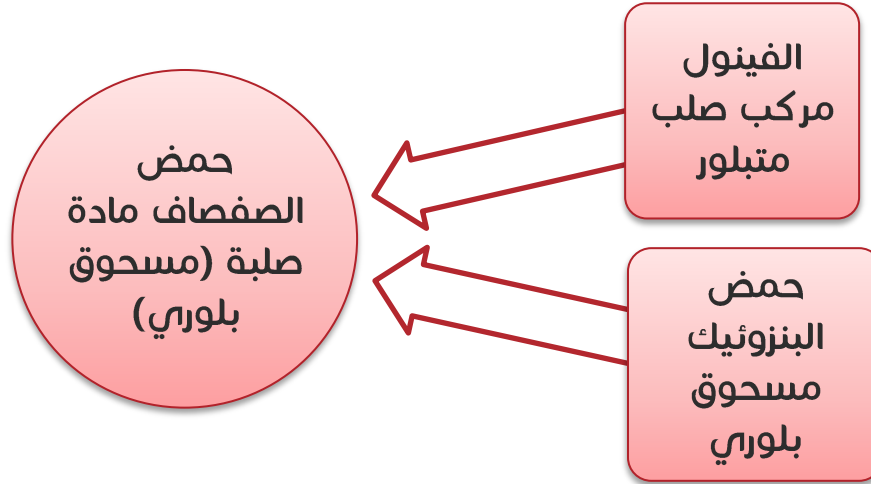 الفينول
مركب صلب
متبلور
حمض
البنزوئيك
مسحوق
بلوري
حمض
الصفصاف مادة
صلبة (مسحوق
بلوري)